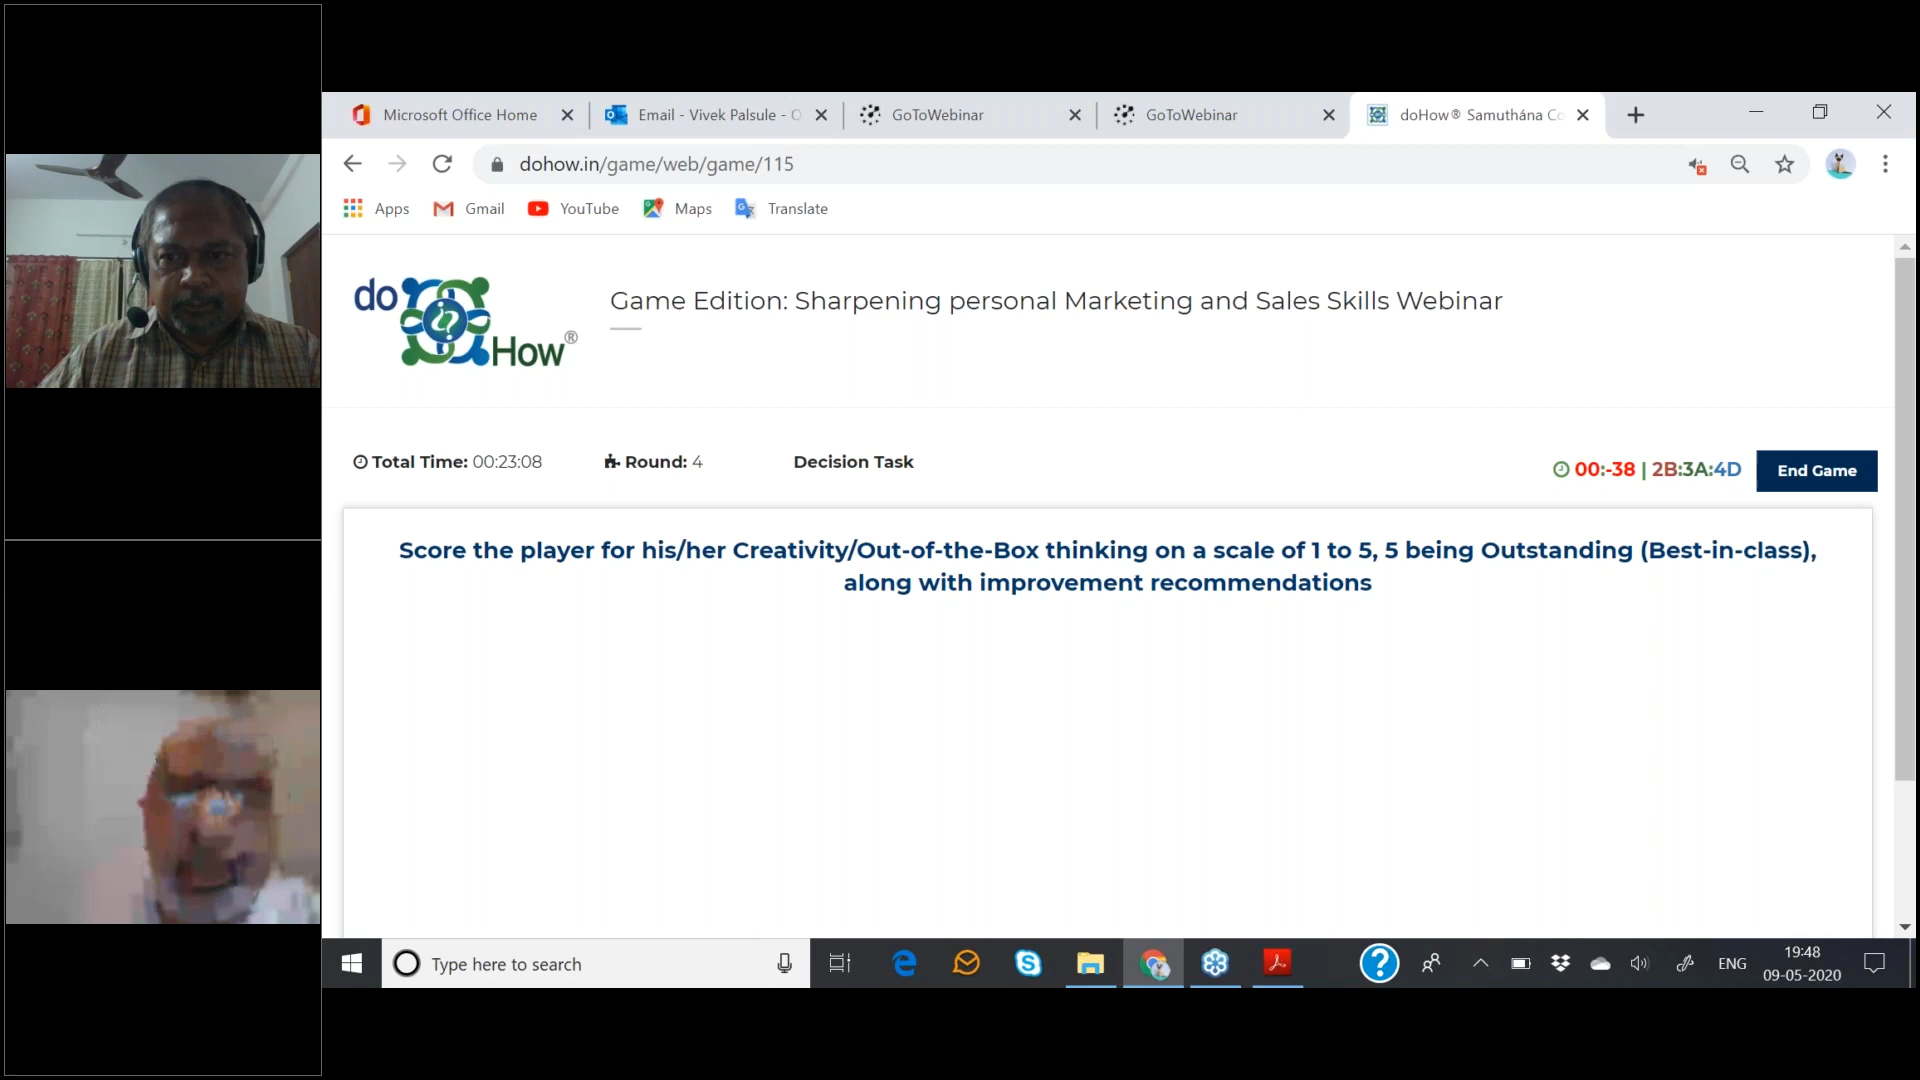 Microsoft Office Home
Email - Vivek Palsule - O
GoToWebinar
GoToWebinar
doHow® Samuthána Co
dohow.in/game/web/game/115
Apps
Gmail
YouTube
Maps
Translate
do How®
Game Edition: Sharpening personal Marketing and Sales Skills Webinar
Total Time: 00:23:08
Round: 4
Decision Task
00:-38 | 2B:3A:4D
End Game
Score the player for his/her Creativity/Out-of-the-Box thinking on a scale of 1 to 5, 5 being Outstanding (Best-in-class),
along with improvement recommendations
Type here to search
ENG
19:48
09-05-2020